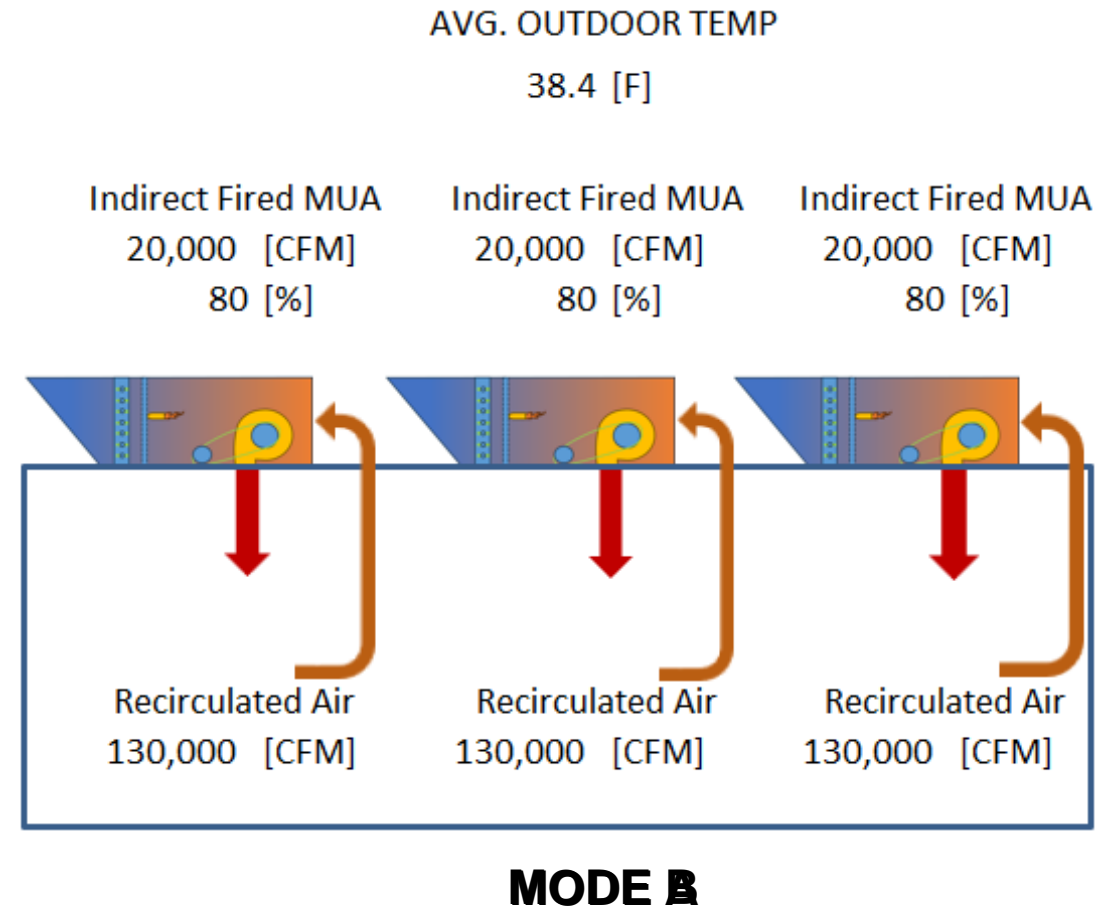 AVG. OUTDOOR TEMP
38.4 [F]
Indirect Fired MUA Indirect Fired MUA Indirect Fired MUA
20,000 [CFM] 20,000 [CFM] 20,000 [CFM]
80 [%] 80 [%] 80 [%]
Recirculated Air Recirculated Air Recirculated Air
130,000 [CFM] 130,000 [CFM] 130,000 [CFM]
MODE